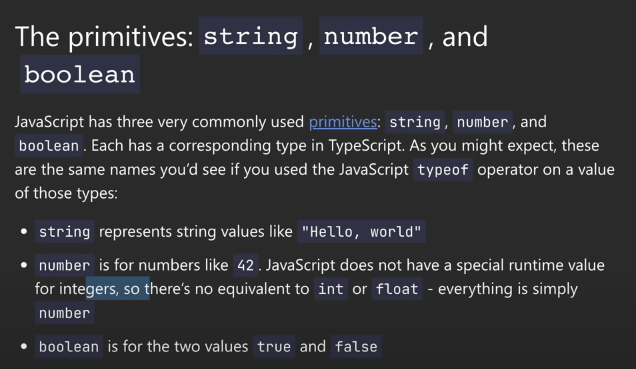 The primitives: string , number , and
boolean
JavaScript has three very commonly used primitives: string, number, and
boolean. Each has a corresponding type in TypeScript. As you might expect, these
are the same names you’d see if you used the JavaScript typeof operator on a value
of those types:
• string represents string values like "Hello, world"
• number is for numbers like 42. JavaScript does not have a special runtime value
for integers, so there’s no equivalent to int or float - everything is simply
number
• boolean is for the two values true and false